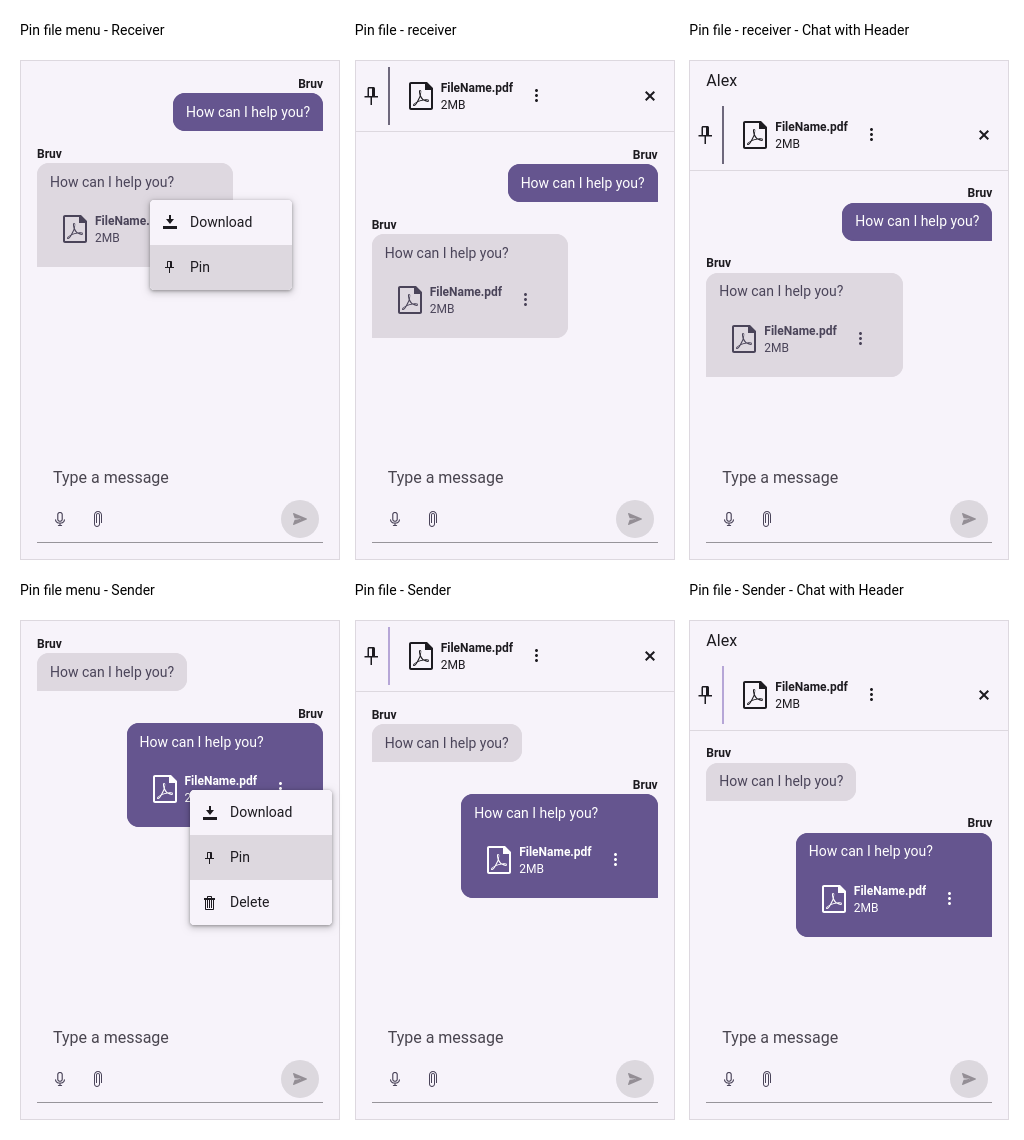 Pin file menu - Receiver
Bruv
How can I help you?
Bruv
How can I help you?
FileName.
2MB
Download
Pin
Type a message
Pin file - receiver
FileName.pdf
2MB
Bruv
How can I help you?
Bruv
How can I help you?
FileName.pdf
2MB
Type a message
Pin file - receiver - Chat with Header
Alex
FileName.pdf
2MB
Bruv
How can I help you?
Bruv
How can I help you?
FileName.pdf
2MB
Type a message
Pin file menu - Sender
Bruv
How can I help you?
Bruv
How can I help you?
FileName.pdf
Download
Pin
Delete
Type a message
Pin file - Sender
FileName.pdf
2MB
Bruv
How can I help you?
Bruv
How can I help you?
FileName.pdf
2MB
Type a message
Pin file - Sender - Chat with Header
Alex
FileName.pdf
2MB
Bruv
How can I help you?
Bruv
How can I help you?
FileName.pdf
2MB
Type a message